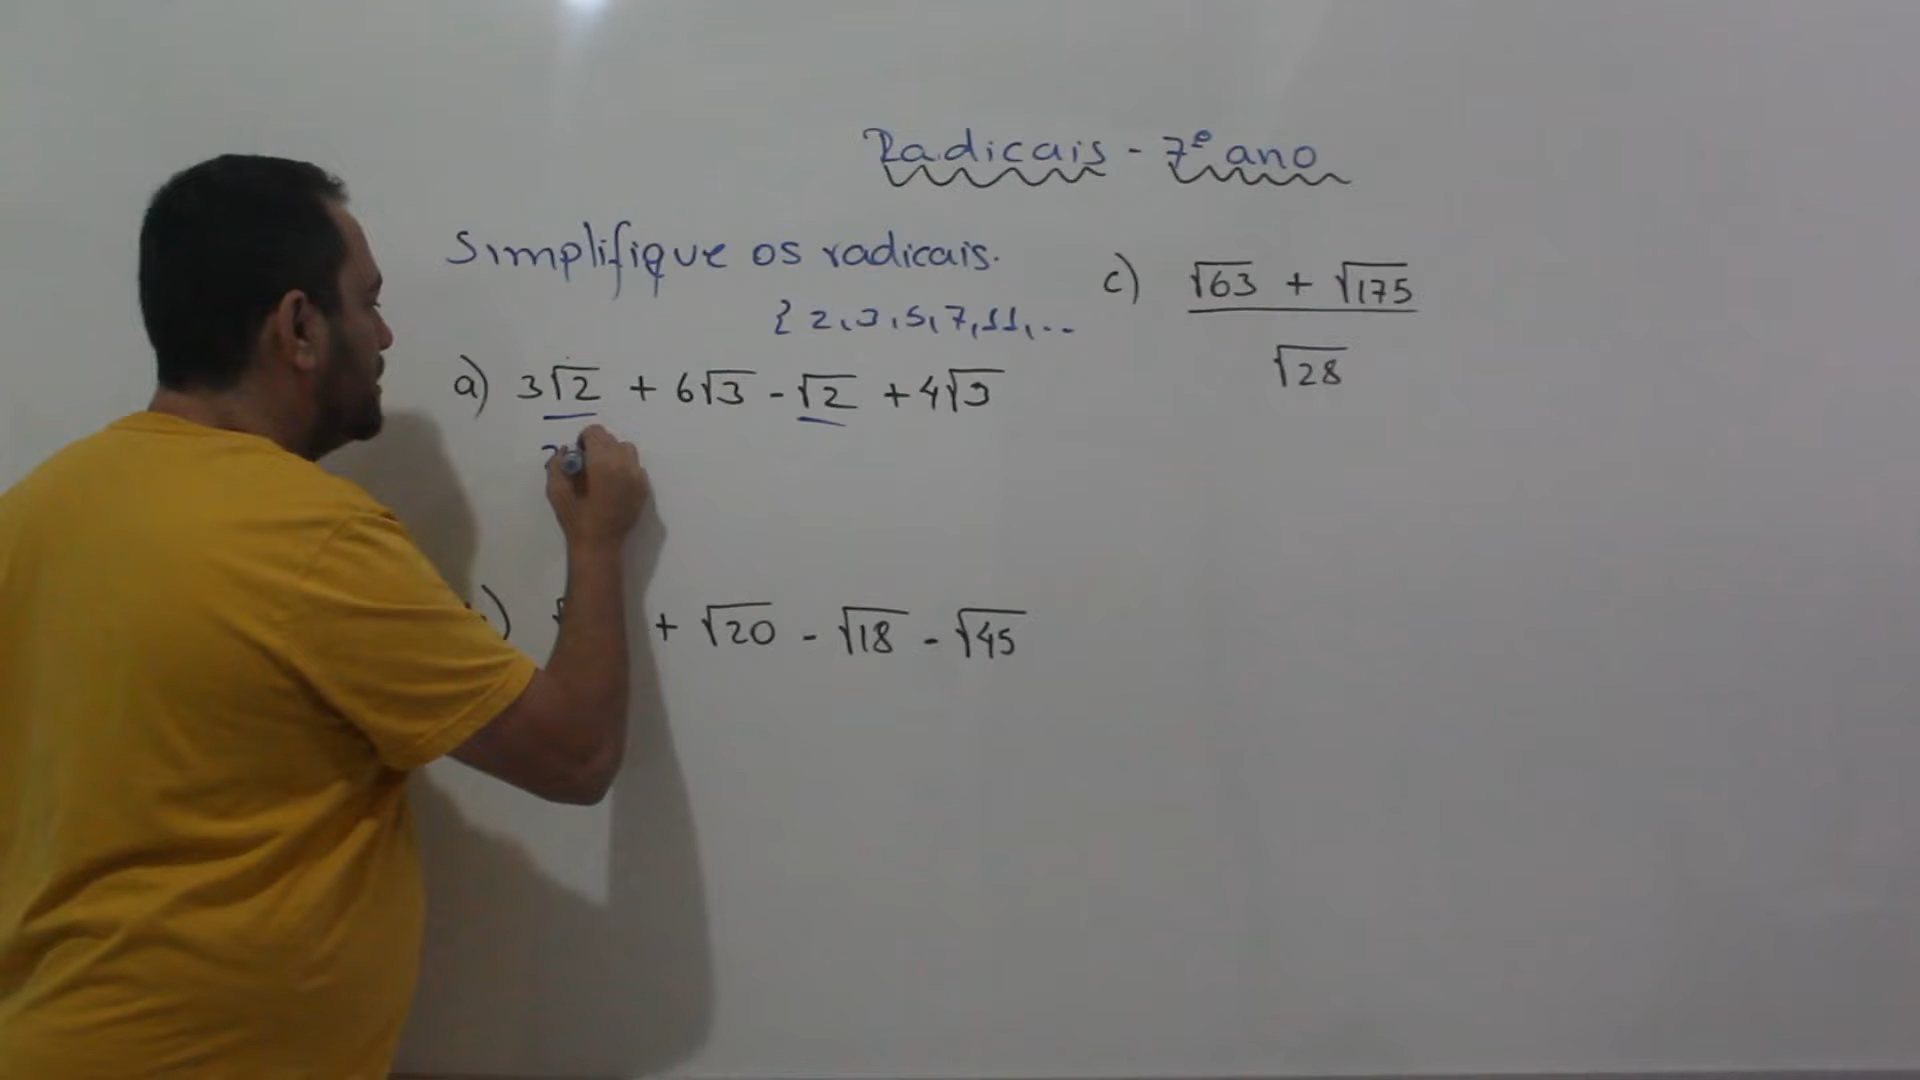 Radicais - 7º ano
Simplifique os radicais.
{ 2, 3, 5, 7, 11, ...
a) 3√2 + 6√3 - √2 + 4√3
) √ + √20 - √18 - √45
c) √63 + √175
√28